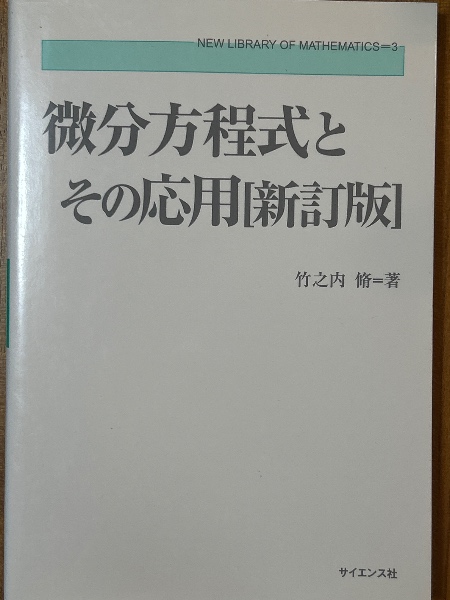 NEW LIBRARY OF MATHEMATICS=3
微分方程式と
その応用[新訂版]
竹之内 脩=著
サイエンス社